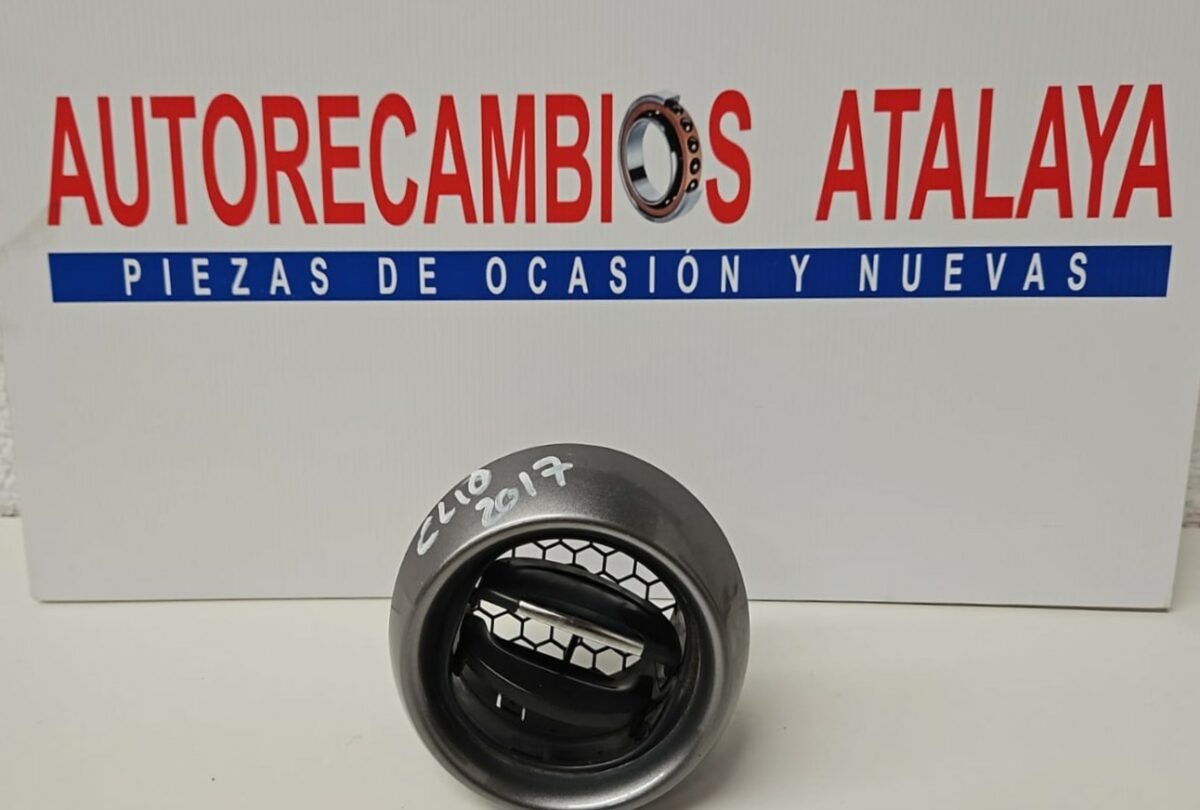 AUTORECAMBIOS ATALAYA
PIEZAS DE OCASIÓN Y NUEVAS
CLIO
2017